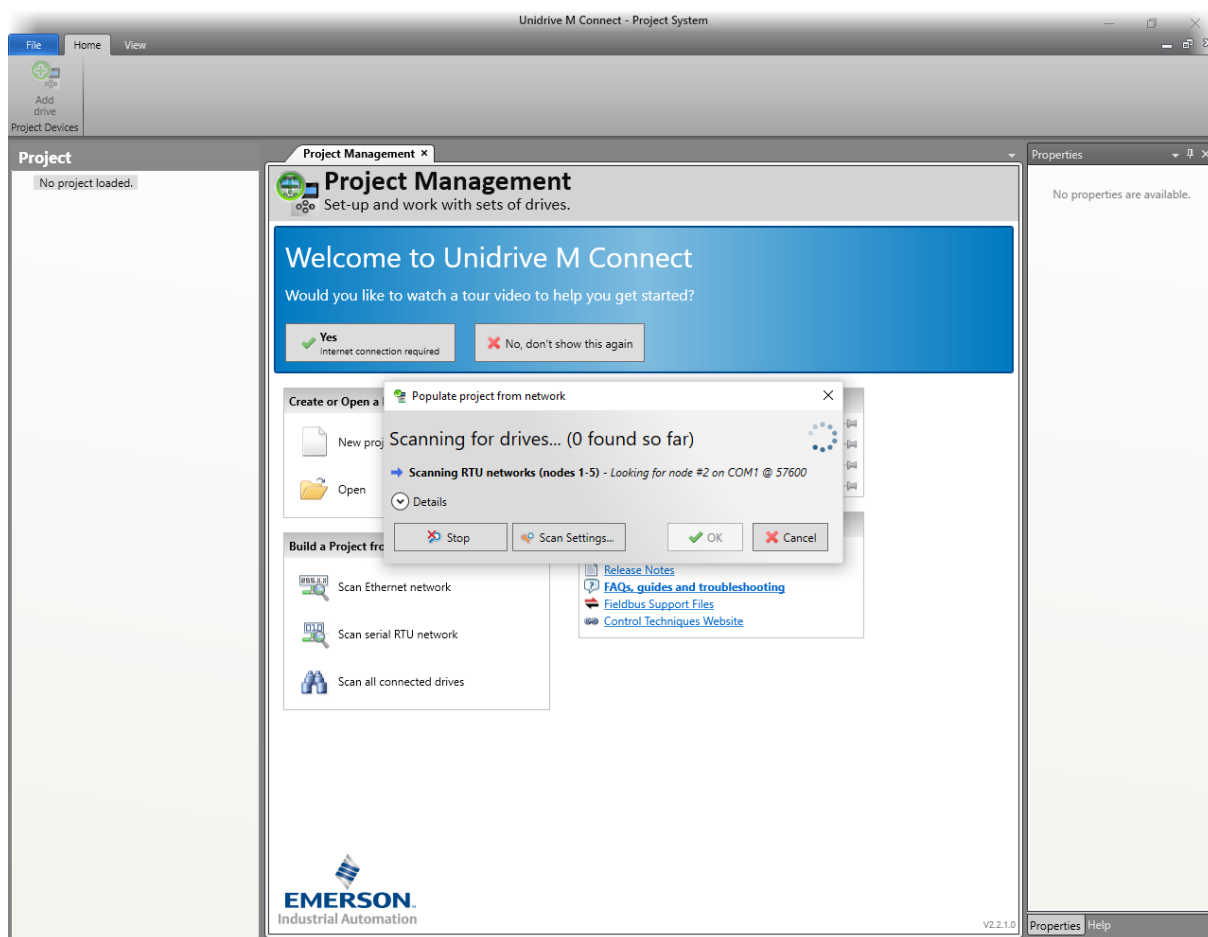 Unidrive M Connect - Project System
File Home View
Add
drive
Project Devices
Project
No project loaded.
Project Management ×
Project Management
Set-up and work with sets of drives.
Welcome to Unidrive M Connect
Would you like to watch a tour video to help you get started?
Yes
Internet connection required
No, don't show this again
Create or Open a
New proj
Open
Populate project from network
Scanning for drives... (0 found so far)
Scanning RTU networks (nodes 1-5) - Looking for node #2 on COM1 @ 57600
Details
Stop
Scan Settings...
OK
Cancel
Build a Project fro
255.X.X
Scan Ethernet network
010
Scan serial RTU network
Scan all connected drives
Release Notes
FAQs, guides and troubleshooting
Fieldbus Support Files
Control Techniques Website
EMERSON.
Industrial Automation
V2.2.1.0
Properties
No properties are available.
Properties Help